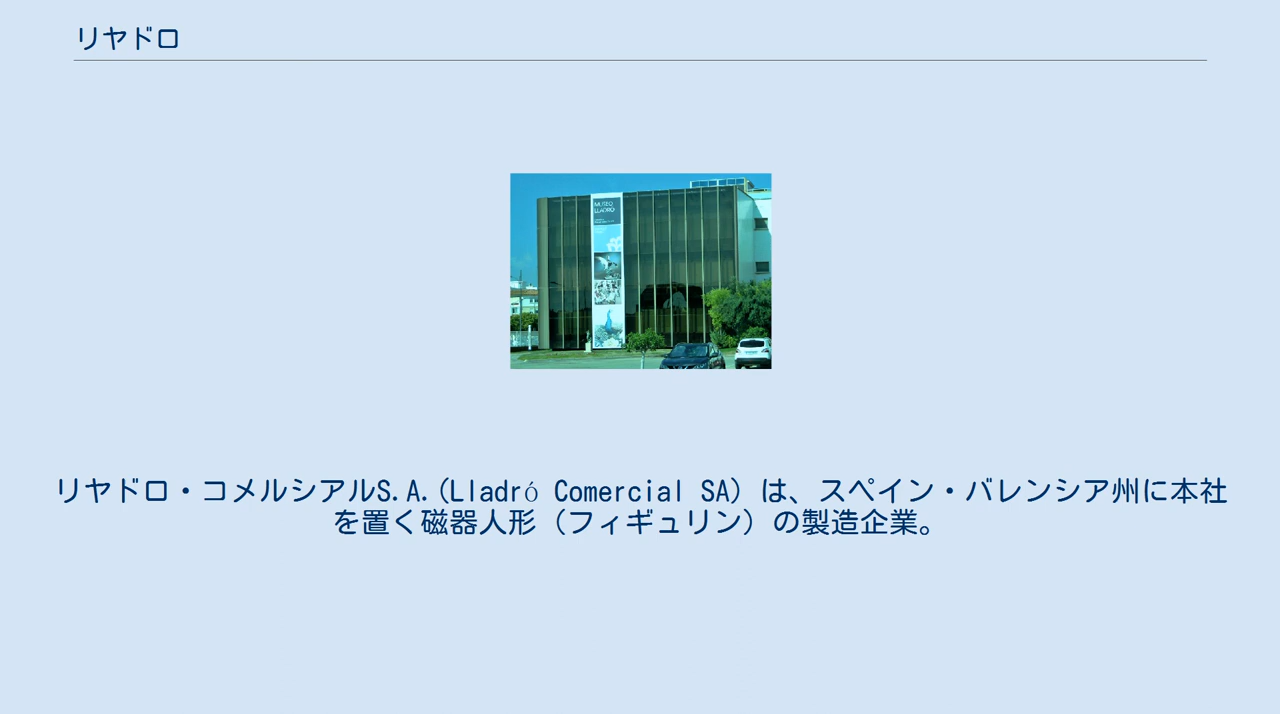 リヤドロ
MUSEO
LLADRÓ
リヤドロ・コメルシアルS.A.(Lladró Comercial SA) は、スペイン・バレンシア州に本社
を置く磁器人形（フィギュリン）の製造企業。